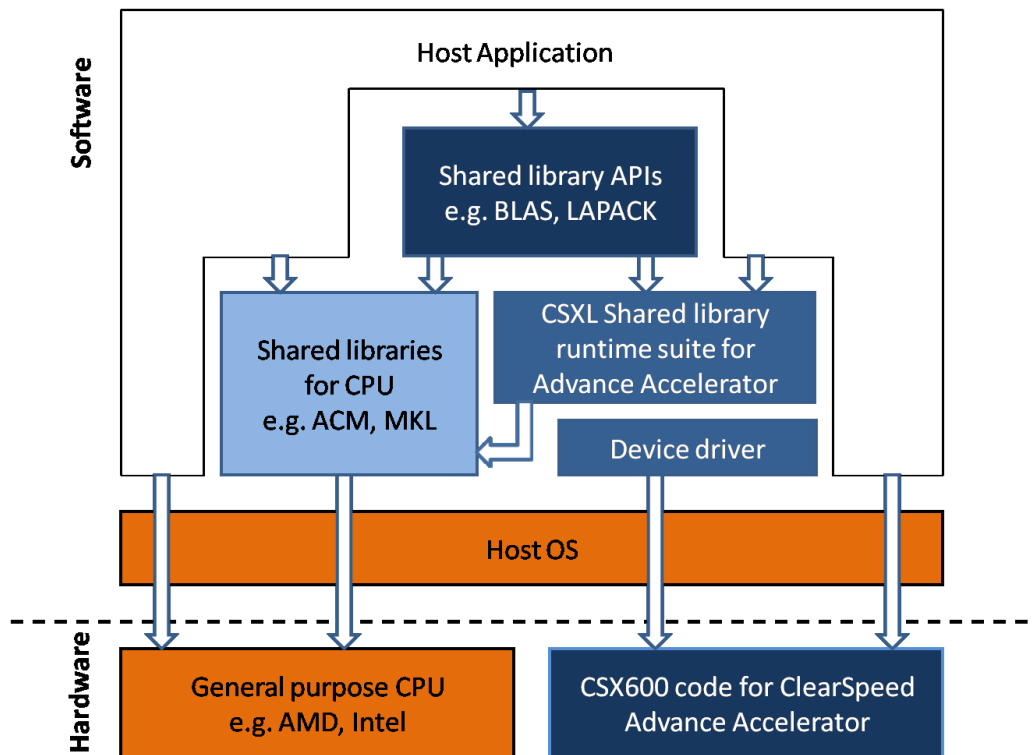 Software
Host Application
Shared library APIs
e.g. BLAS, LAPACK
Shared libraries
for CPU
e.g. ACM, MKL
CSXL Shared library
runtime suite for
Advance Accelerator
Device driver
Host OS
Hardware
General purpose CPU
e.g. AMD, Intel
CSX600 code for ClearSpeed
Advance Accelerator